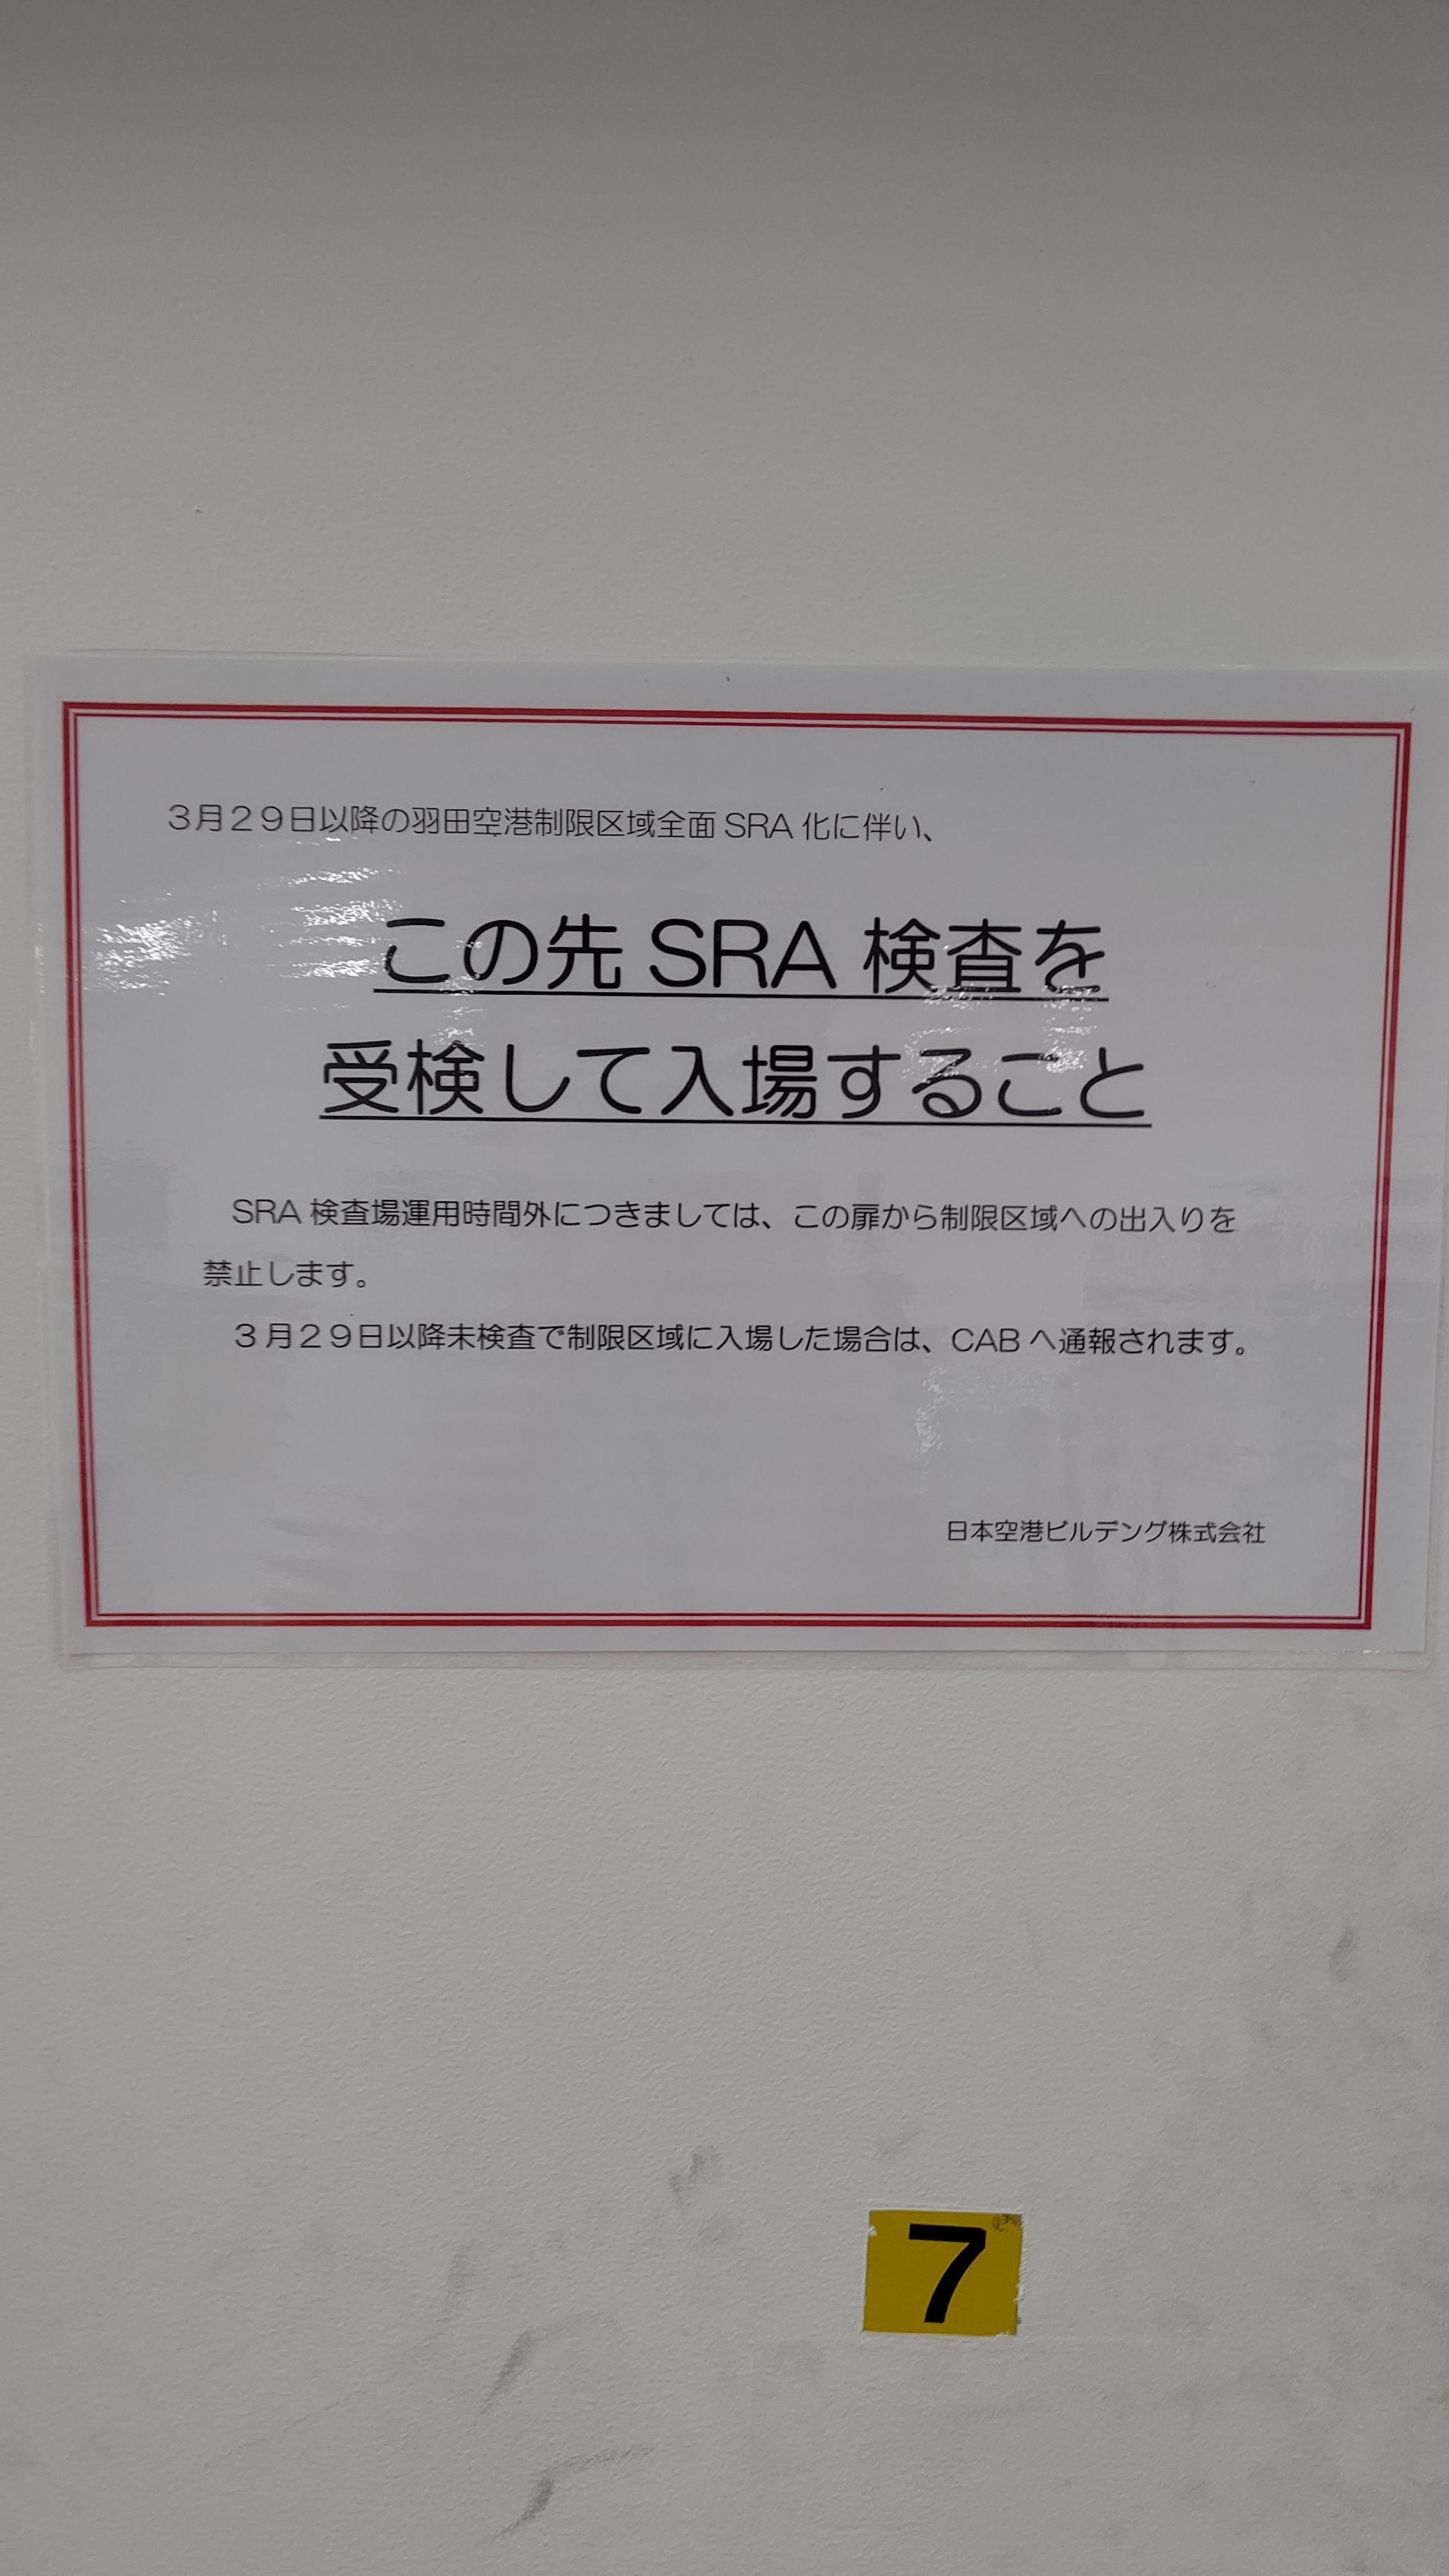 ３月２９日以降の羽田空港制限区域全面 SRA 化に伴い、
この先 SRA 検査を
受検して入場すること
SRA 検査場運用時間外につきましては、この扉から制限区域への出入りを
禁止します。
３月２９日以降未検査で制限区域に入場した場合は、CAB へ通報されます。
日本空港ビルデング株式会社
7